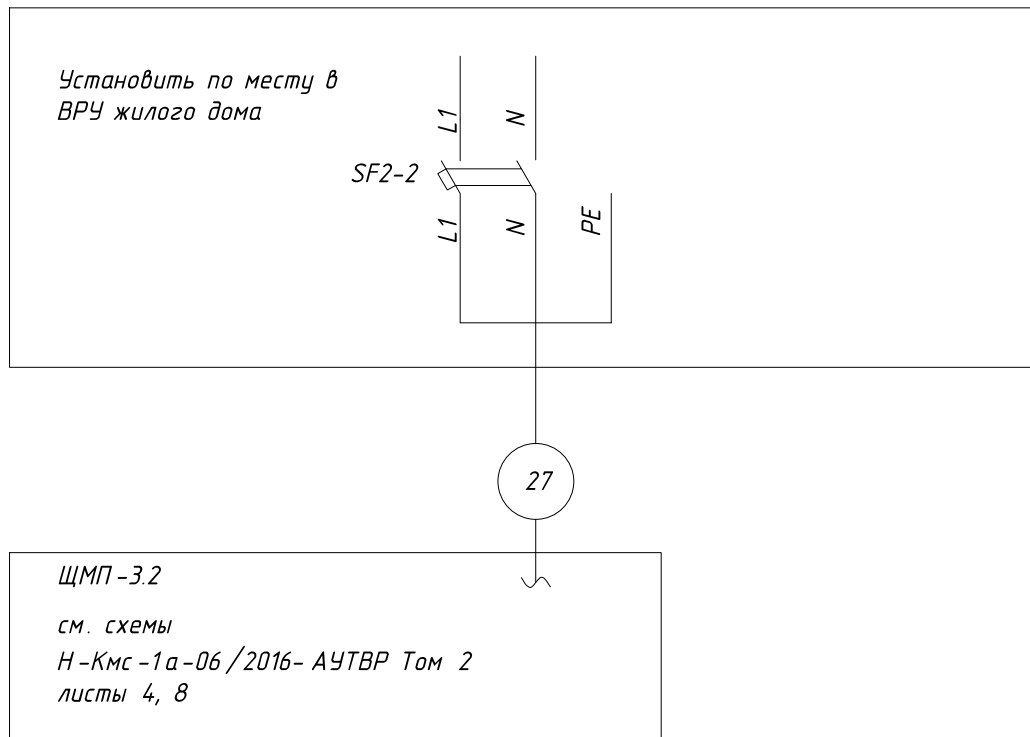 Установить по месту в
ВРУ жилого дома
L1
N
SF2-2
L1
N
PE
27
ЩМП-3.2
см. схемы
Н-Кмс-1а-06/2016-АУТВР Том 2
листы 4, 8